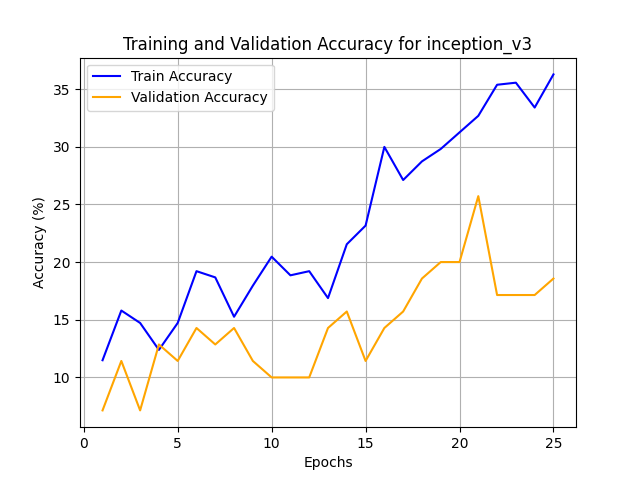 Training and Validation Accuracy for inception_v3
Train Accuracy
Validation Accuracy
Accuracy (%)
35
30
25
20
15
10
0 5 10 15 20 25
Epochs